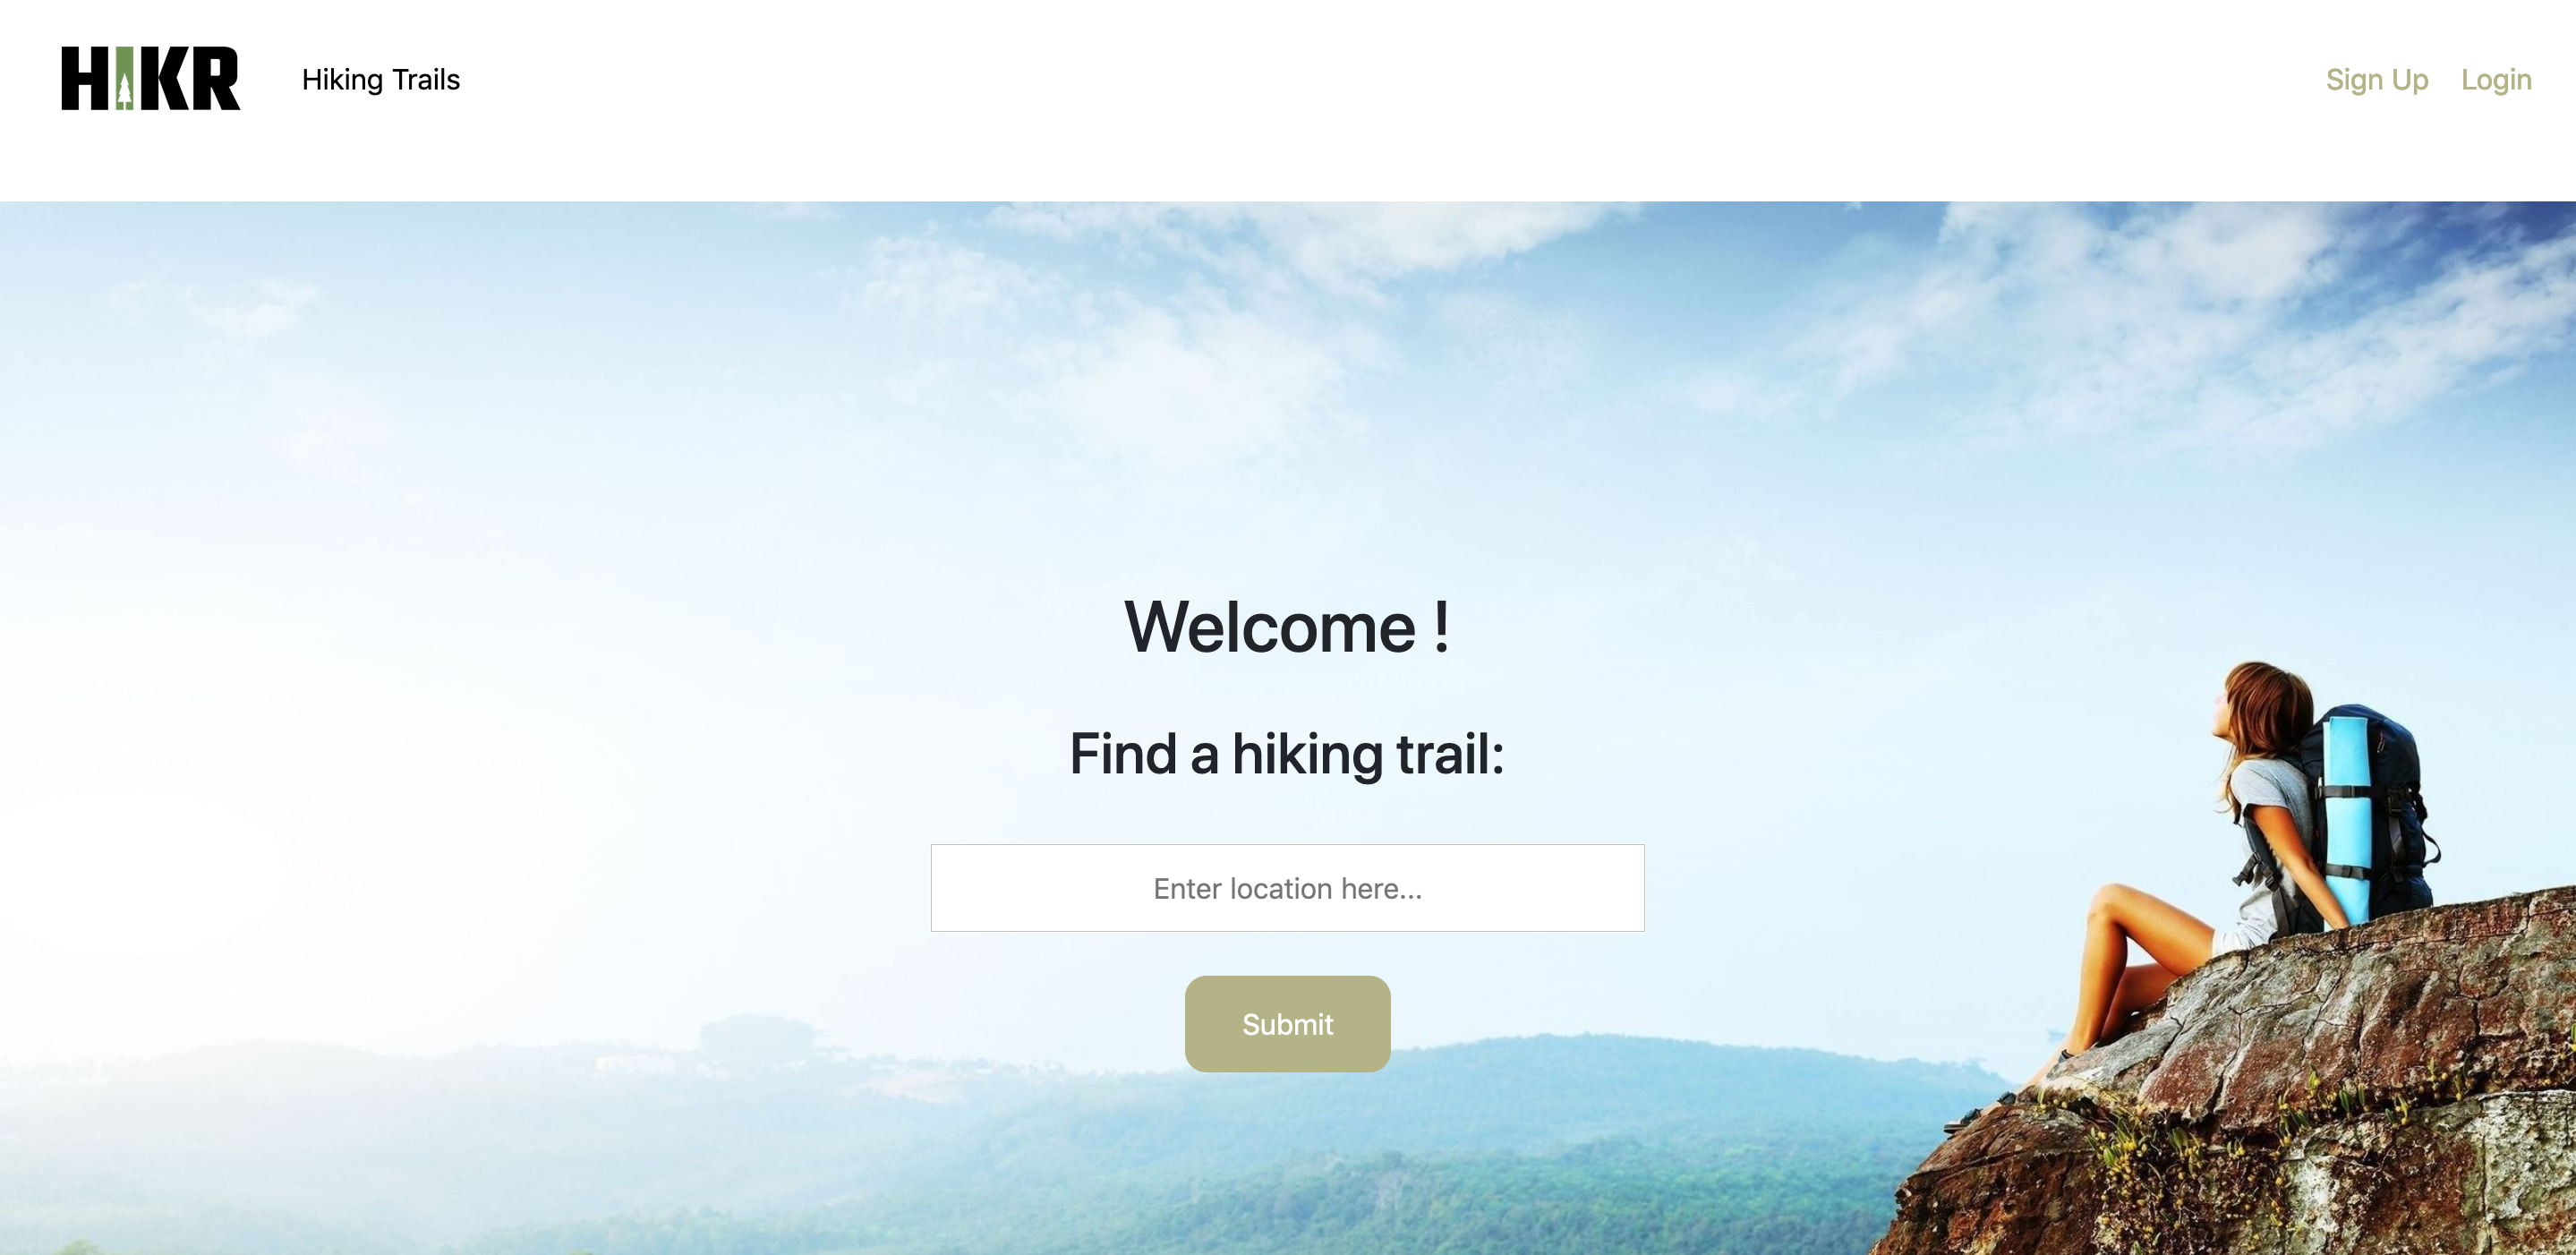 HIKR
Hiking Trails
Sign Up
Login
Welcome !
Find a hiking trail:
Enter location here...
Submit